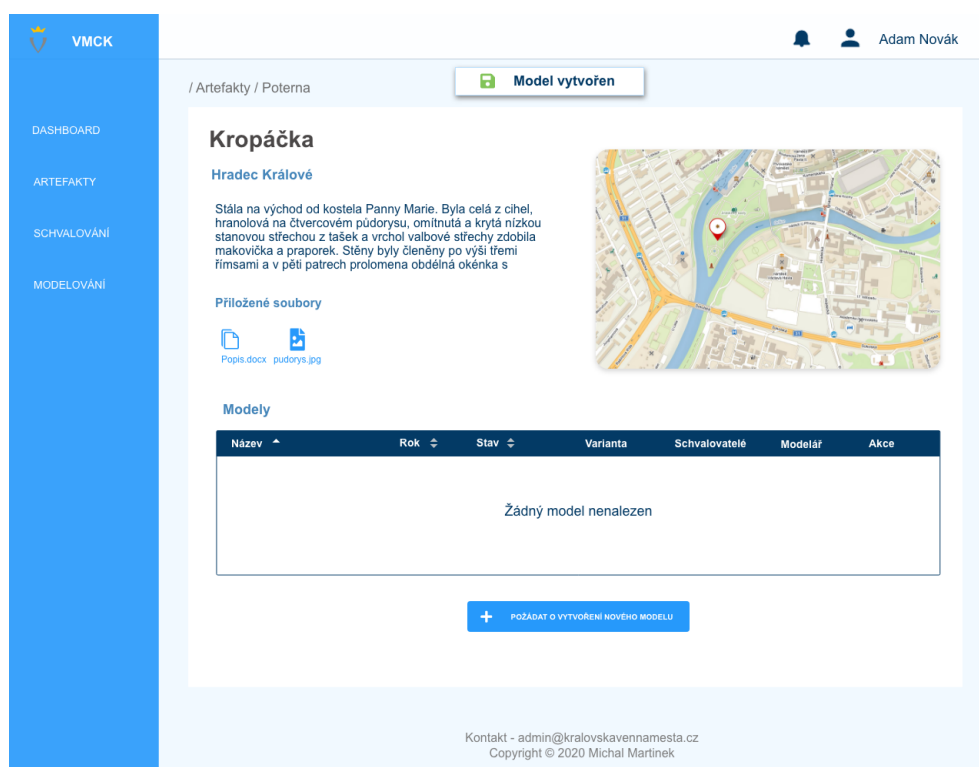 VMCK
Adam Novák
/ Artefakty / Poterna
Model vytvořen
DASHBOARD
ARTEFAKTY
SCHVALOVÁNÍ
MODELOVÁNÍ
Kropáčka
Hradec Králové
Stála na východ od kostela Panny Marie. Byla celá z cihel,
hranolová na čtvercovém půdorysu, omítnutá a krytá nízkou
stanovou střechou z tašek a vrchol valbové střechy zdobila
makovička a praporek. Stěny byly členěny po výši třemi
římsami a v pěti patrech prolomena obdélná okénka s
Přiložené soubory
Popis.docx pudorys.jpg
Modely
Název Rok Stav Varianta Schvalovatelé Modelář Akce
Žádný model nenalezen
POŽÁDAT O VYTVOŘENÍ NOVÉHO MODELU
Kontakt - admin@kralovskavennamesta.cz
Copyright © 2020 Michal Martinek